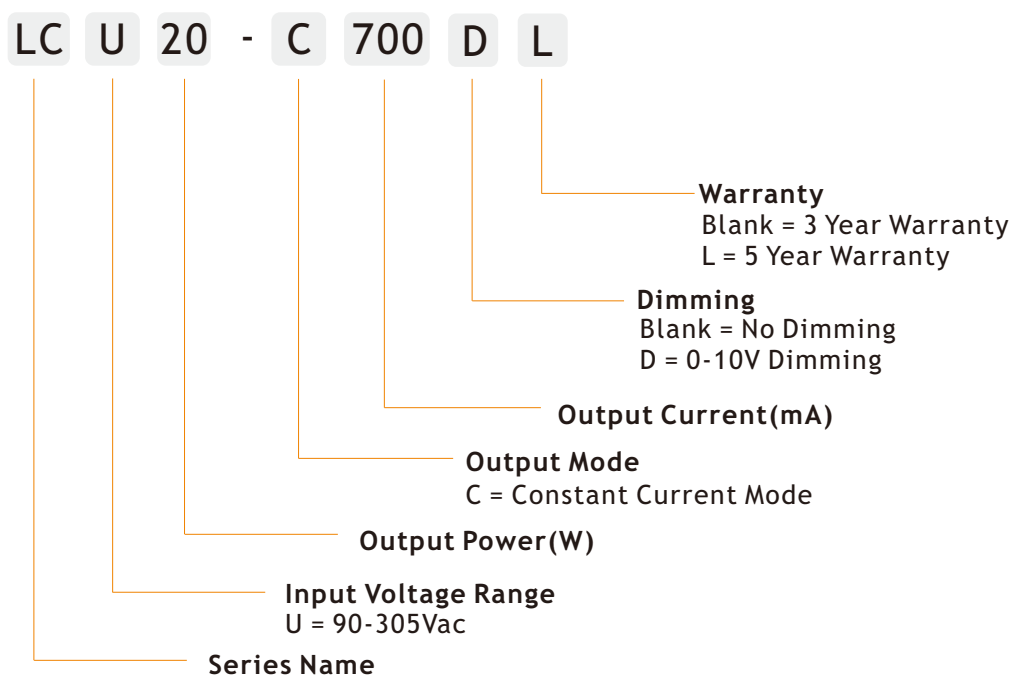 LC U 20 - C 700 D L
Warranty
Blank = 3 Year Warranty
L = 5 Year Warranty
Dimming
Blank = No Dimming
D = 0-10V Dimming
Output Current(mA)
Output Mode
C = Constant Current Mode
Output Power(W)
Input Voltage Range
U = 90-305Vac
Series Name